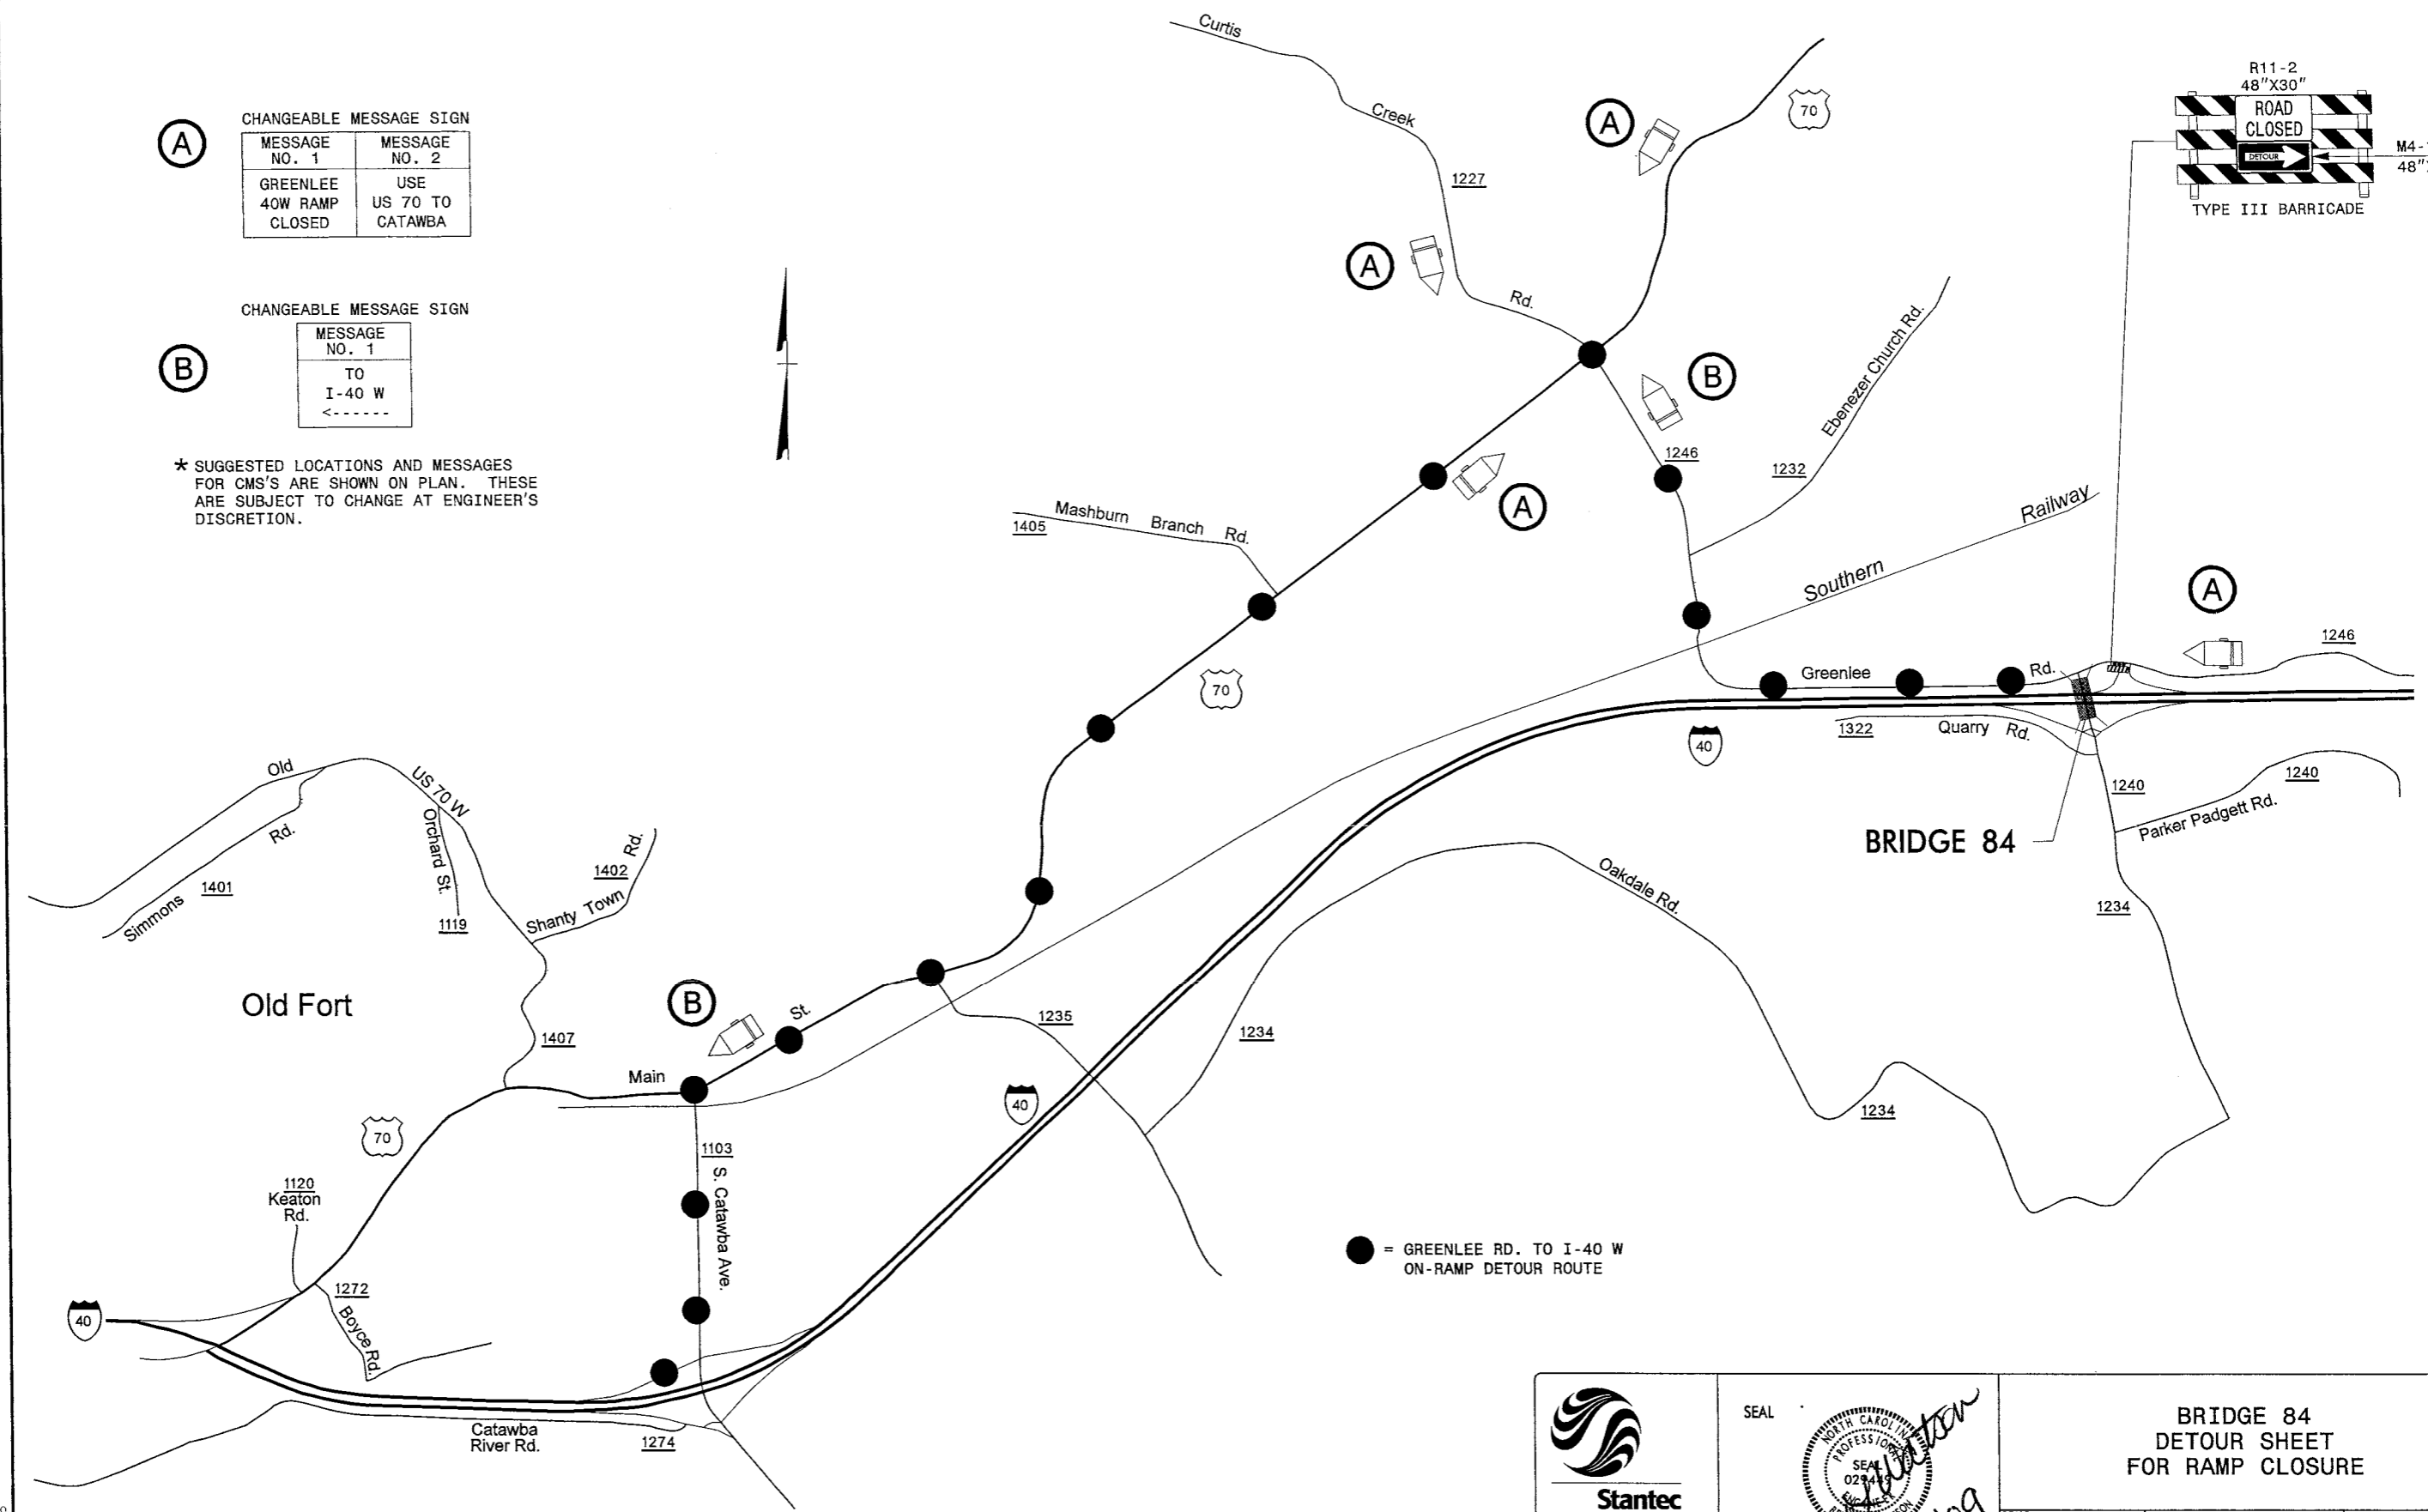 A
CHANGEABLE MESSAGE SIGN
MESSAGE NO. 1
MESSAGE NO. 2
GREENLEE
40W RAMP
CLOSED
USE
US 70 TO
CATAWBA
CHANGEABLE MESSAGE SIGN
B
MESSAGE
NO. 1
TO
I-40 W
<------
* SUGGESTED LOCATIONS AND MESSAGES
FOR CMS'S ARE SHOWN ON PLAN. THESE
ARE SUBJECT TO CHANGE AT ENGINEER'S
DISCRETION.
Curtis
Creek
1227
Rd.
A
A
70
R11-2
48"X30"
ROAD
CLOSED
DETOUR
48"
TYPE III BARRICADE
B
1246
Ebenezer Church Rd.
1232
A
Mashburn Branch Rd.
1405
Southern
Railway
A
1246
70
Greenlee
Rd.
40
1322
Quarry Rd.
1240
1240
Parker Padgett Rd.
BRIDGE 84
1234
Oakdale Rd.
Old
US 70 W
Rd.
Orchard St.
Simmons
1401
1119
1402
Rd.
Shanty Town
Old Fort
B
St.
1407
Main
1235
1234
40
1234
70
1103
S. Catawba Ave.
1120
Keaton
Rd.
1272
Boyce Rd.
40
= GREENLEE RD. TO I-40 W
ON-RAMP DETOUR ROUTE
Catawba
River Rd.
1274
Stantec
SEAL
NORTH CAROLINA
PROFESSIONAL
SEAL
BRIDGE 84
DETOUR SHEET
FOR RAMP CLOSURE